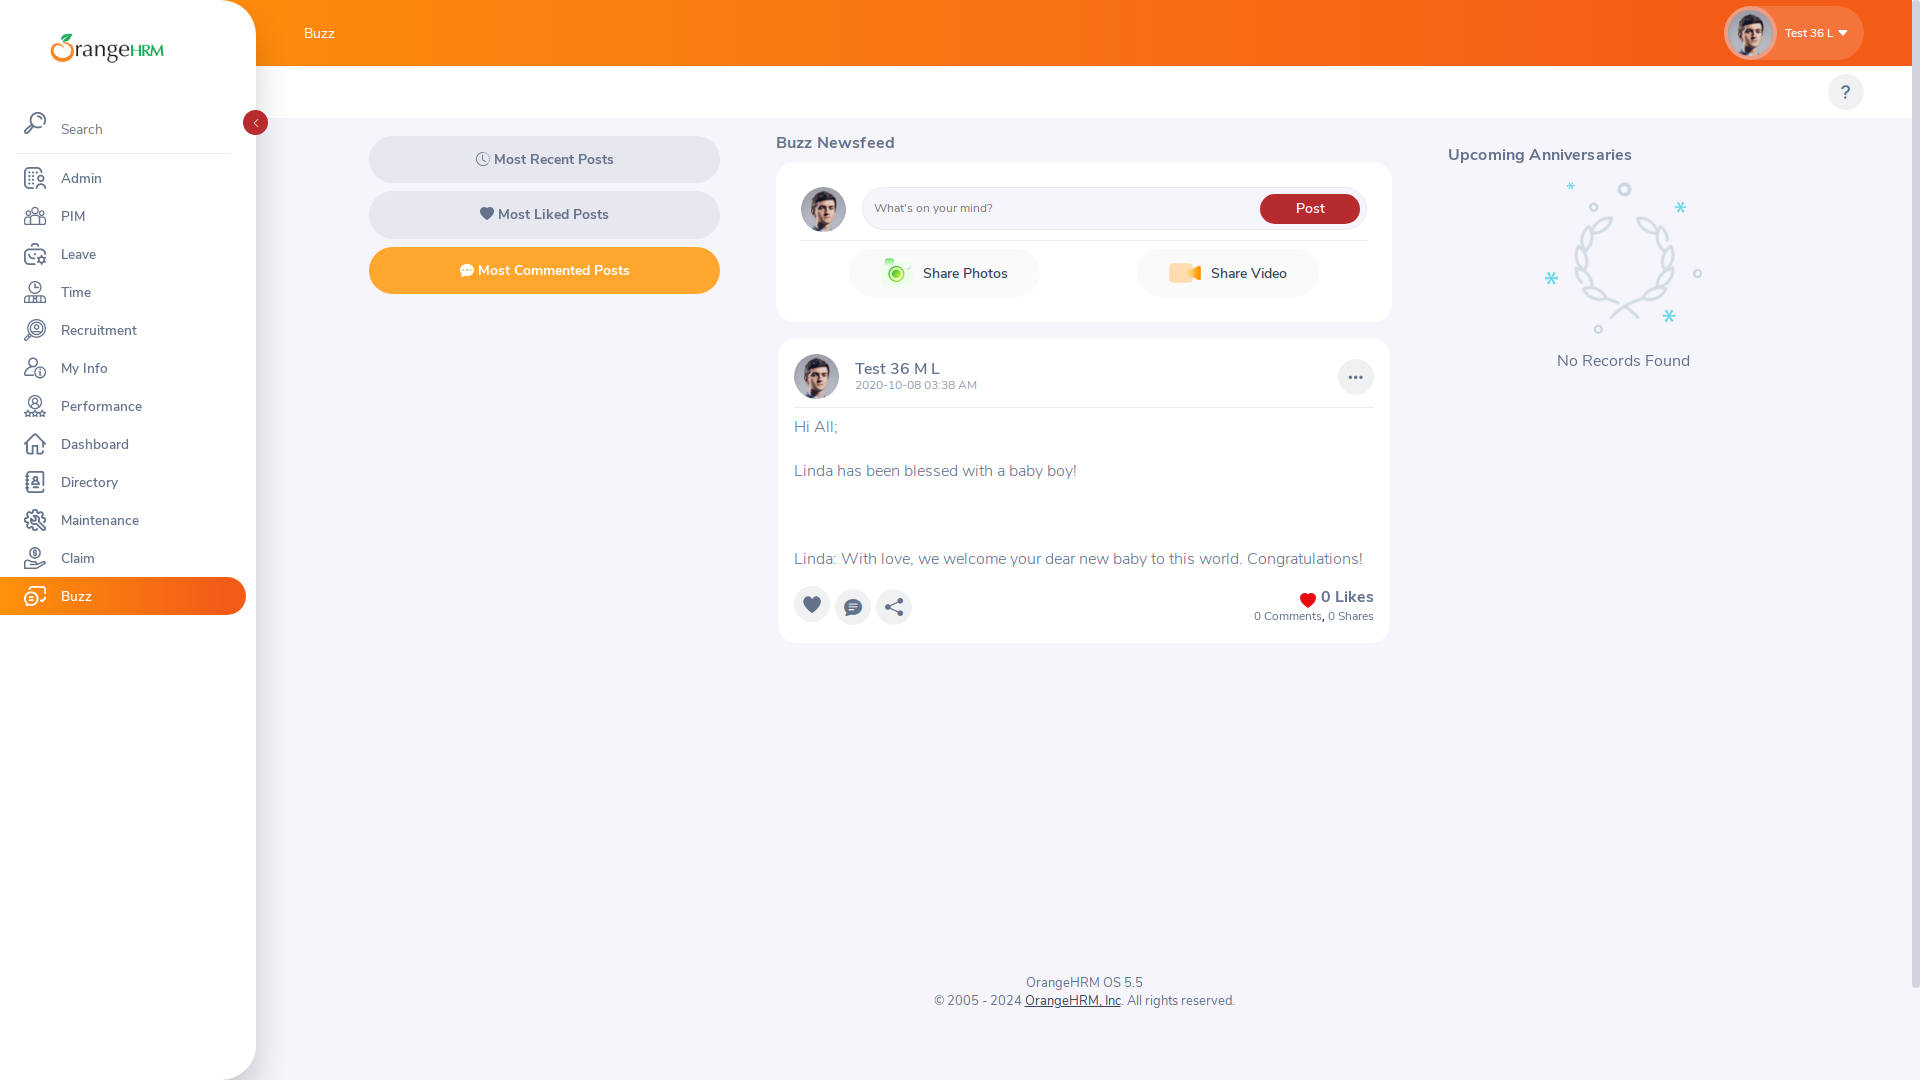 OrangeHRM
Search
Admin
PIM
Leave
Time
Recruitment
My Info
Performance
Dashboard
Directory
Maintenance
Claim
Buzz
Buzz
Test 36 L
?
Most Recent Posts
Most Liked Posts
Most Commented Posts
Buzz Newsfeed
What's on your mind?
Post
Share Photos
Share Video
Test 36 M L
2020-10-08 03:38 AM
Hi All;
Linda has been blessed with a baby boy!
Linda: With love, we welcome your dear new baby to this world. Congratulations!
0 Likes
0 Comments, 0 Shares
Upcoming Anniversaries
No Records Found
OrangeHRM OS 5.5
© 2005 - 2024 OrangeHRM, Inc. All rights reserved.